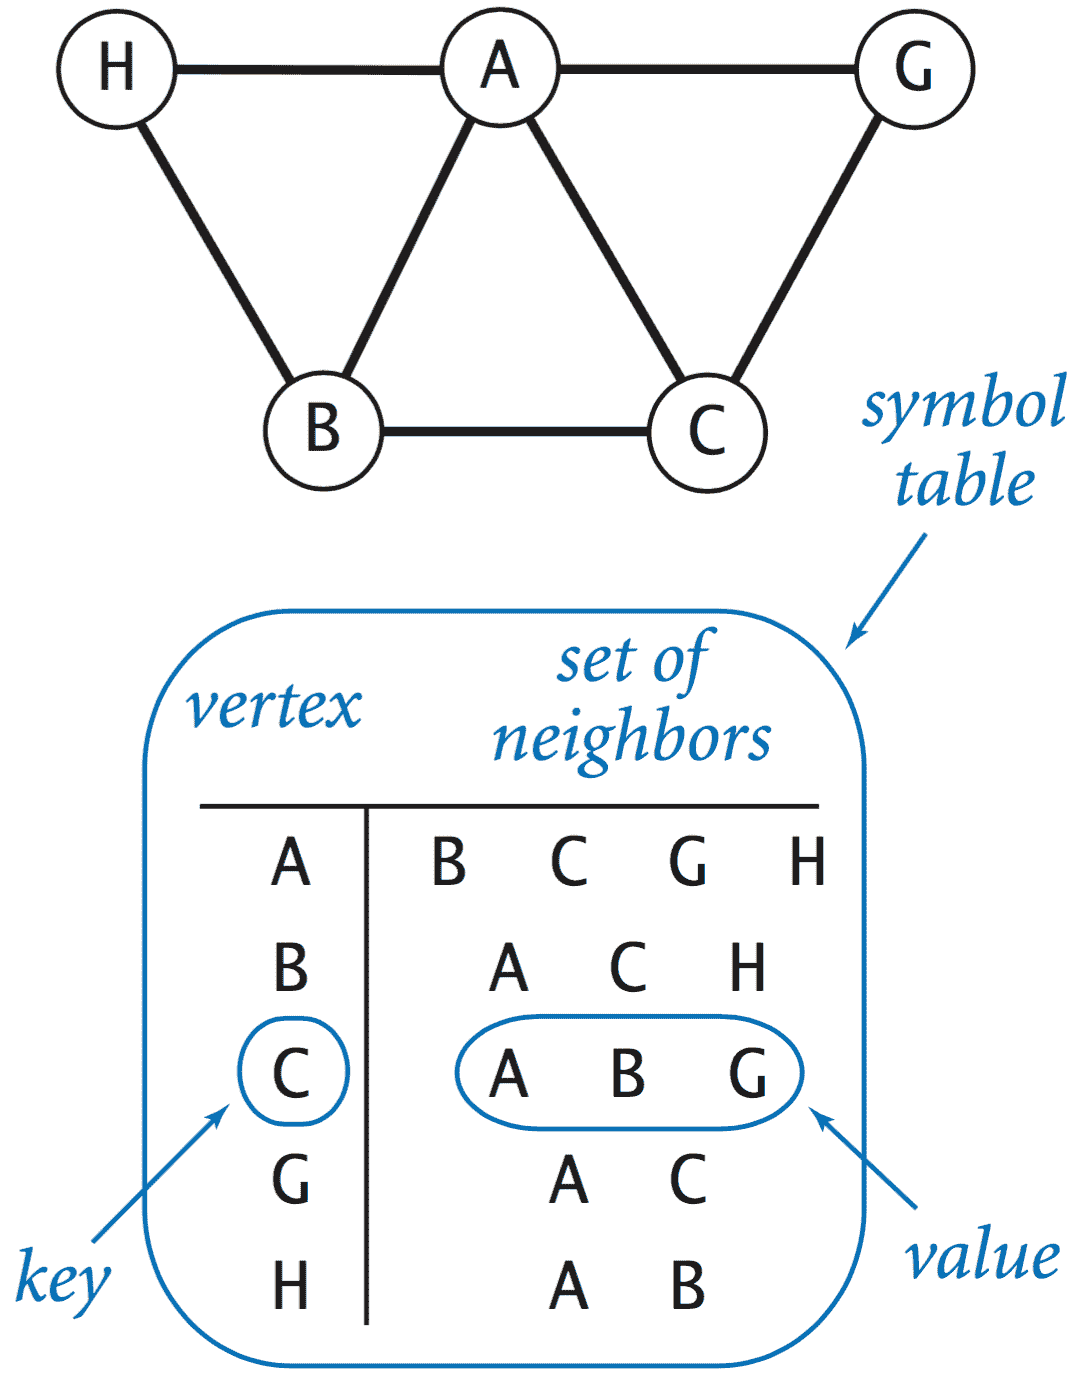 H A G
B C
symbol
table
set of
vertex
neighbors
A B C G H
B A C H
C A B G
G A C
key
value
H A B